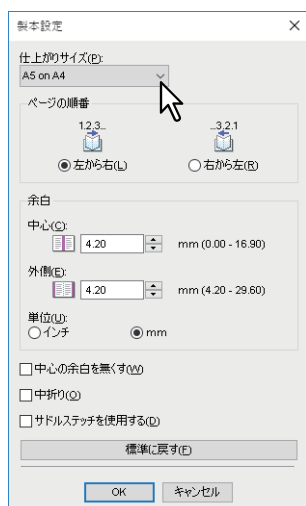 製本設定
仕上がりサイズ(P):
A5 on A4
ページの順番
1.2.3... ...3.2.1
左から右(L) 右から左(R)
余白
中心(C):
4.20 mm (0.00 - 16.90)
外側(E):
4.20 mm (4.20 - 29.60)
単位(U):
インチ mm
中心の余白を無くす(W)
中折り(O)
サドルステッチを使用する(D)
標準に戻す(F)
OK キャンセル